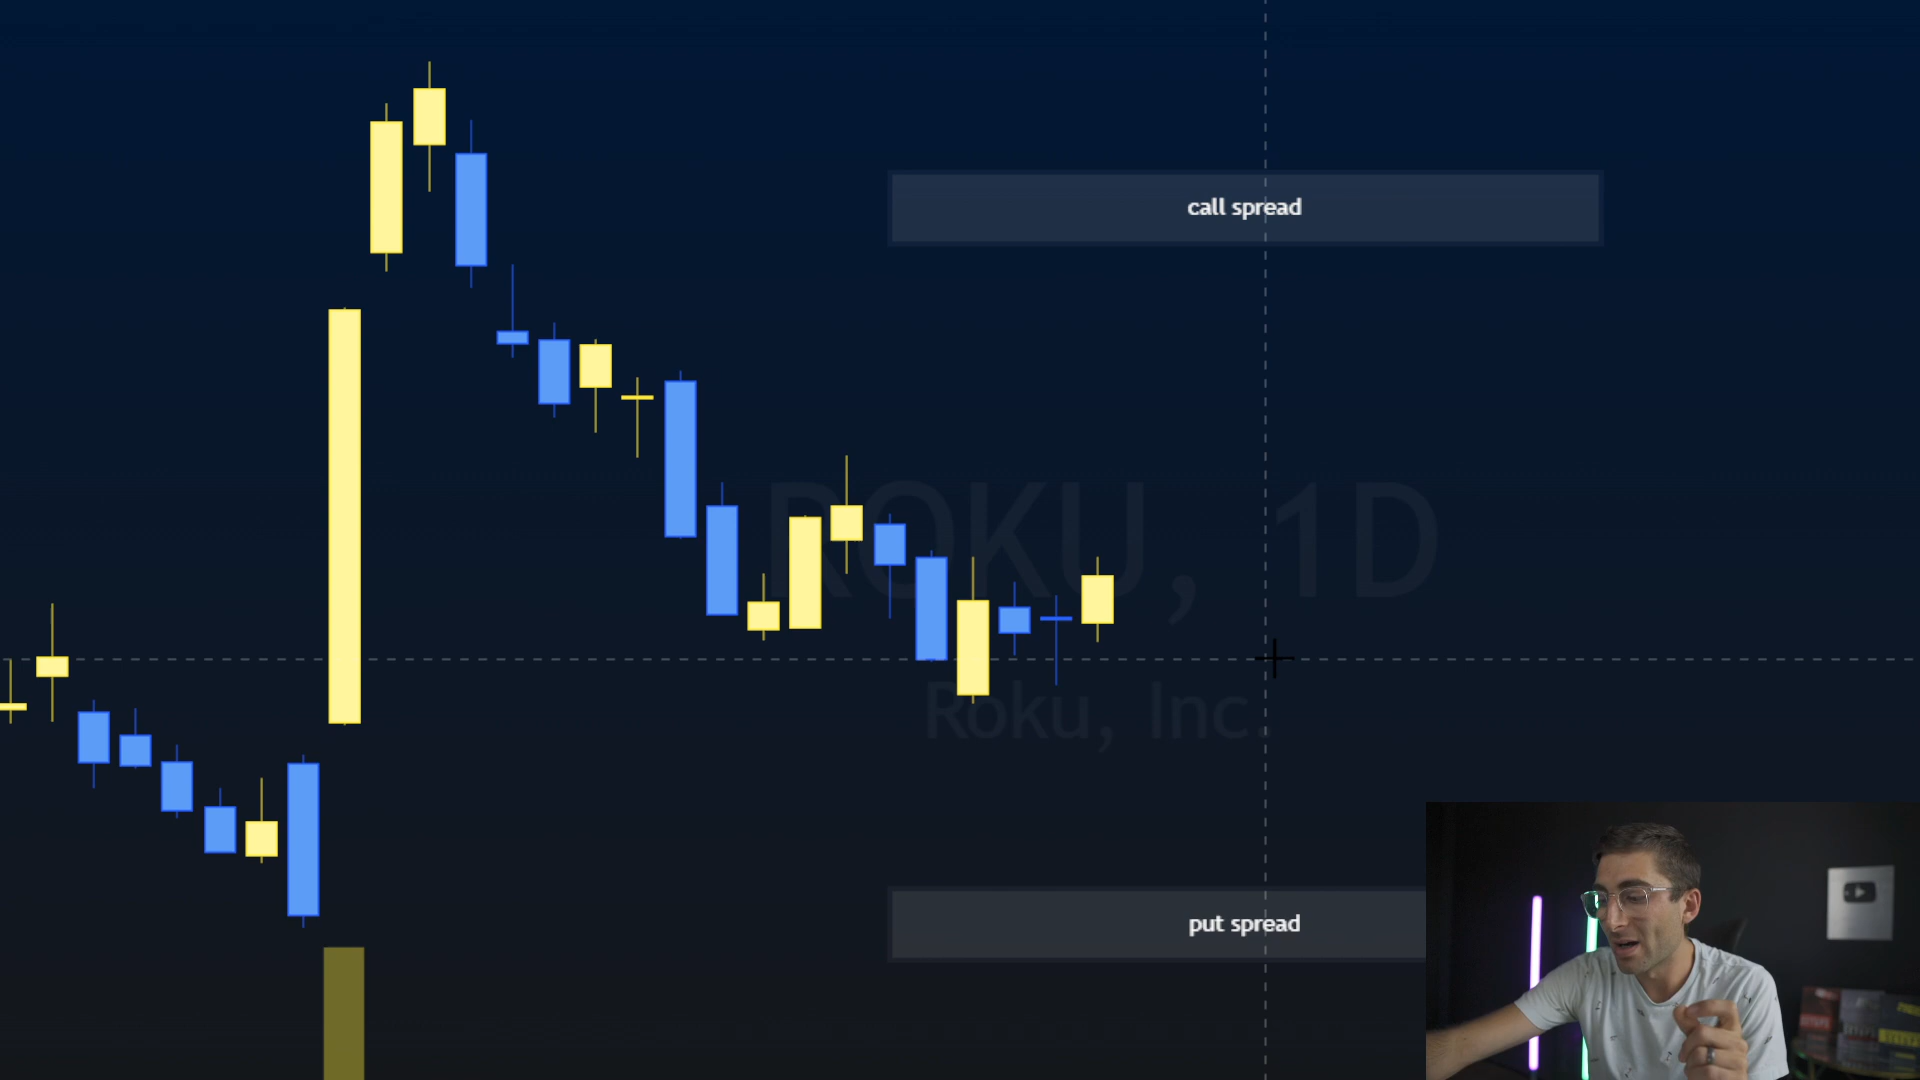 call spread
ROKU, 1D
Roku, Inc.
put spread